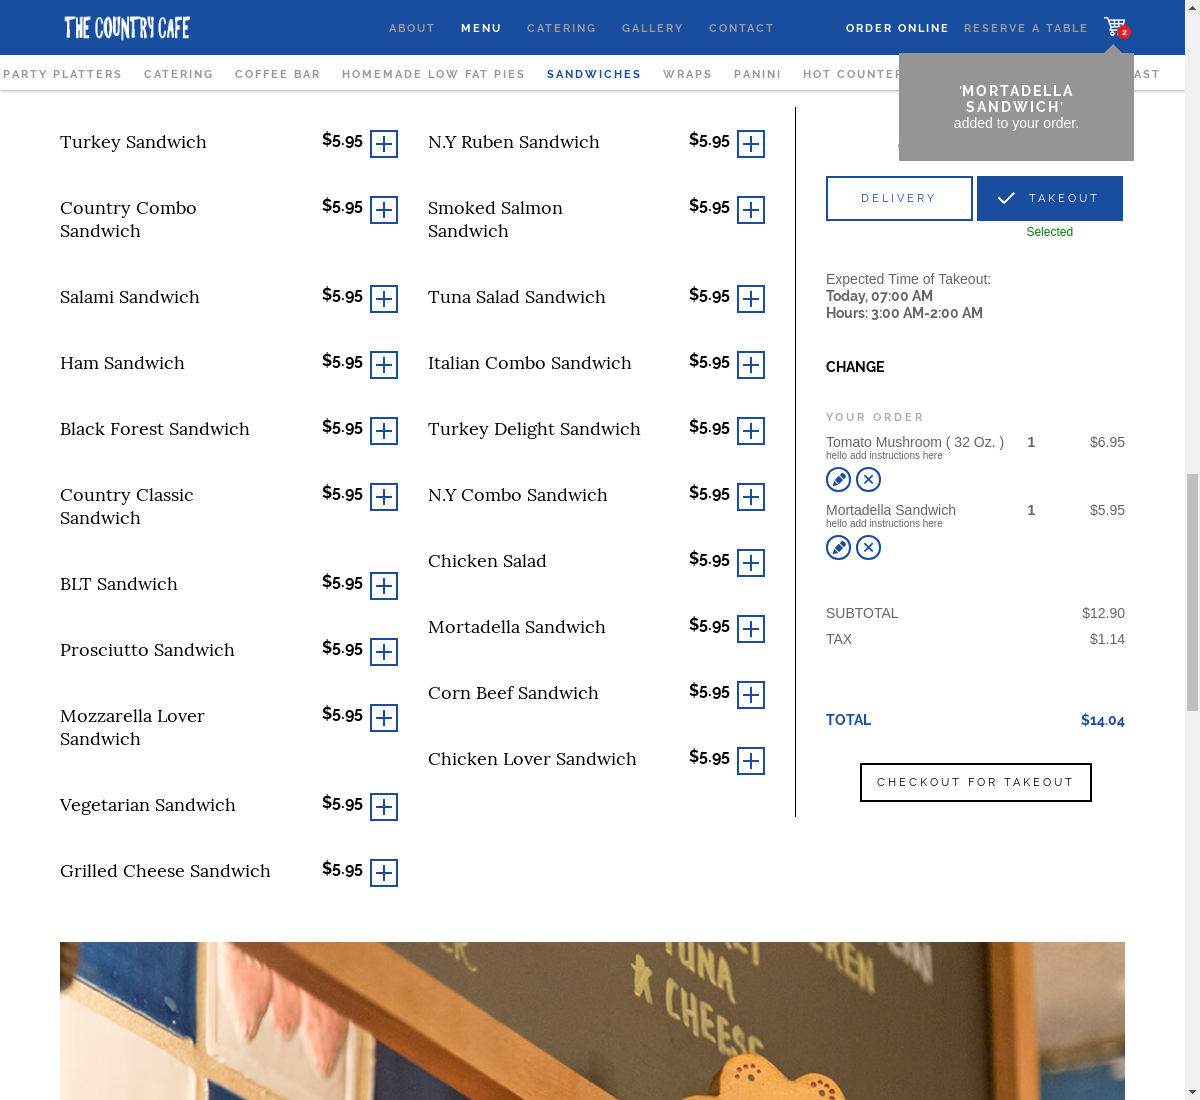 THE COUNTRY CAFE
ABOUT MENU CATERING GALLERY CONTACT ORDER ONLINE RESERVE A TABLE 2
PARTY PLATTERS CATERING COFFEE BAR HOMEMADE LOW FAT PIES SANDWICHES WRAPS PANINI HOT COUNTER
'MORTADELLA
SANDWICH'
added to your order.
Turkey Sandwich $5.95
Country Combo $5.95
Sandwich
Salami Sandwich $5.95
Ham Sandwich $5.95
Black Forest Sandwich $5.95
Country Classic $5.95
Sandwich
BLT Sandwich $5.95
Prosciutto Sandwich $5.95
Mozzarella Lover $5.95
Sandwich
Vegetarian Sandwich $5.95
Grilled Cheese Sandwich $5.95
N.Y Ruben Sandwich $5.95
Smoked Salmon $5.95
Sandwich
Tuna Salad Sandwich $5.95
Italian Combo Sandwich $5.95
Turkey Delight Sandwich $5.95
N.Y Combo Sandwich $5.95
Chicken Salad $5.95
Mortadella Sandwich $5.95
Corn Beef Sandwich $5.95
Chicken Lover Sandwich $5.95
DELIVERY TAKEOUT
Selected
Expected Time of Takeout:
Today, 07:00 AM
Hours: 3:00 AM-2:00 AM
CHANGE
YOUR ORDER
Tomato Mushroom ( 32 Oz. ) 1 $6.95
hello add instructions here
Mortadella Sandwich 1 $5.95
hello add instructions here
SUBTOTAL $12.90
TAX $1.14
TOTAL $14.04
CHECKOUT FOR TAKEOUT
TUNA
CHEESE